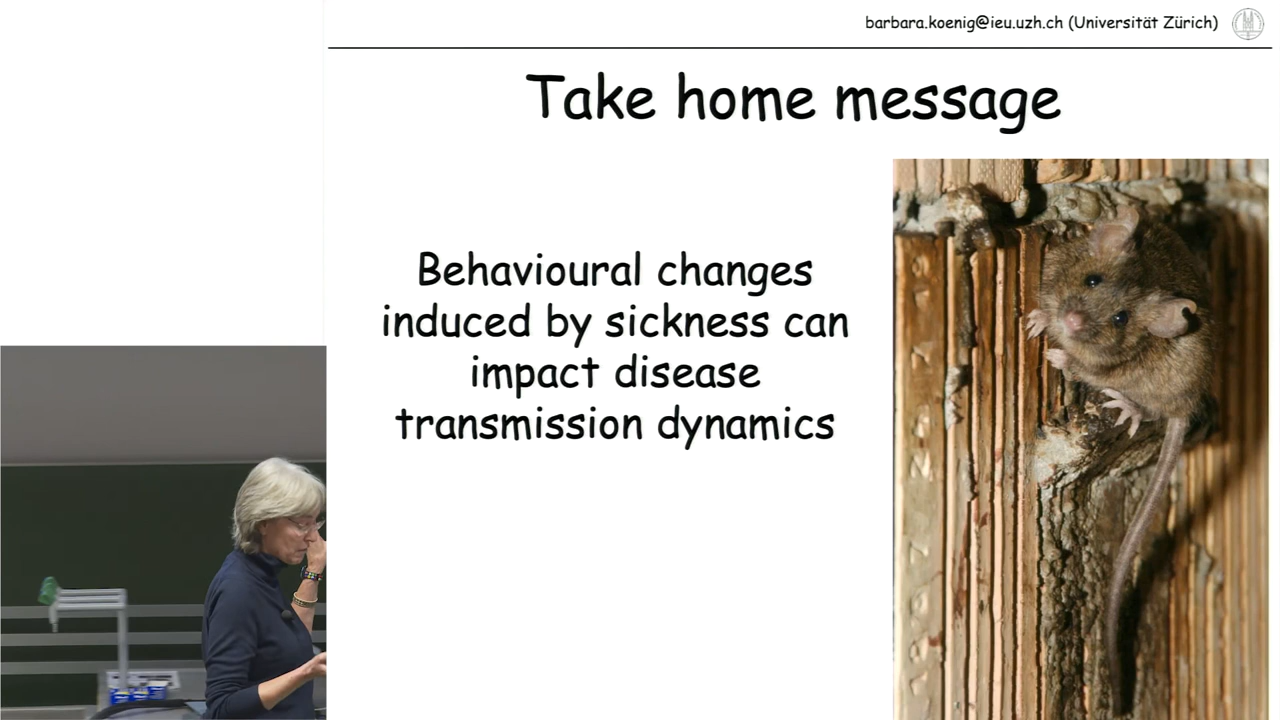 barbara.koenig@ieu.uzh.ch (Universität Zürich)
Take home message
Behavioural changes
induced by sickness can
impact disease
transmission dynamics